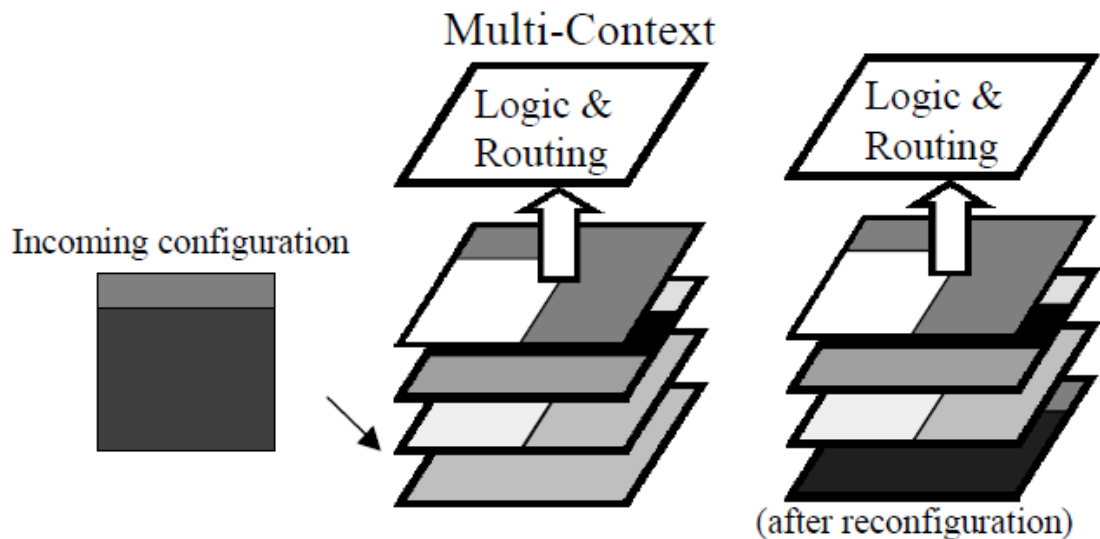 Multi-Context
Logic &
Routing
Logic &
Routing
Incoming configuration
(after reconfiguration)